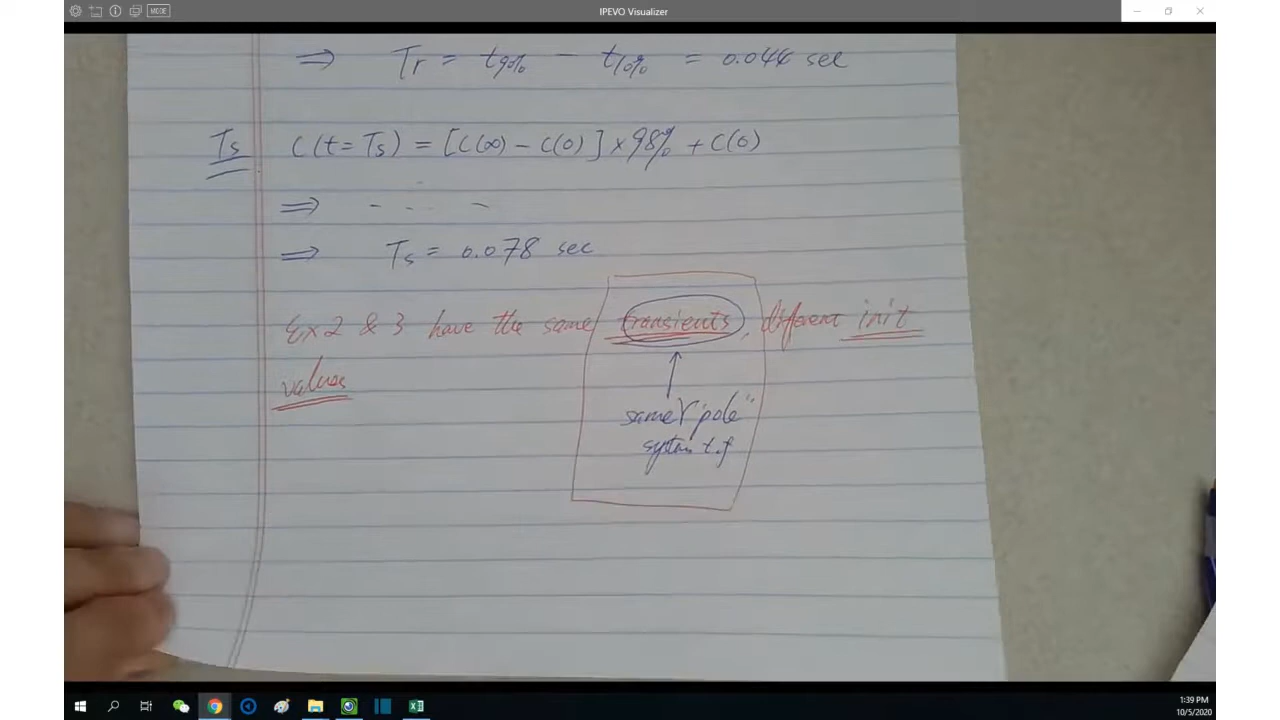 IPEVO Visualizer
MODE
⇒ Tr = t90% − t10% = 0.044 sec
Ts C(t=Ts) = [C(∞) − C(0)] × 98% + C(0)
⇒ - ... -
⇒ Ts = 0.078 sec
Ex 2 & 3 have the same transients, different init
values
same "pole"
system t.f
1:39 PM
10/5/2020